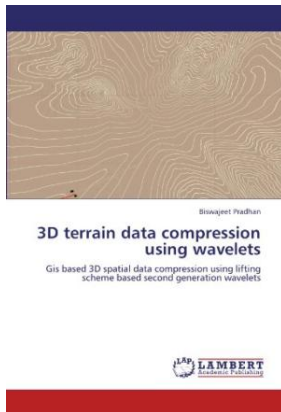 Biswajeet Pradhan
3D terrain data compression
using wavelets
Gis based 3D spatial data compression using lifting
scheme based second generation wavelets
LAP LAMBERT
Academic Publishing